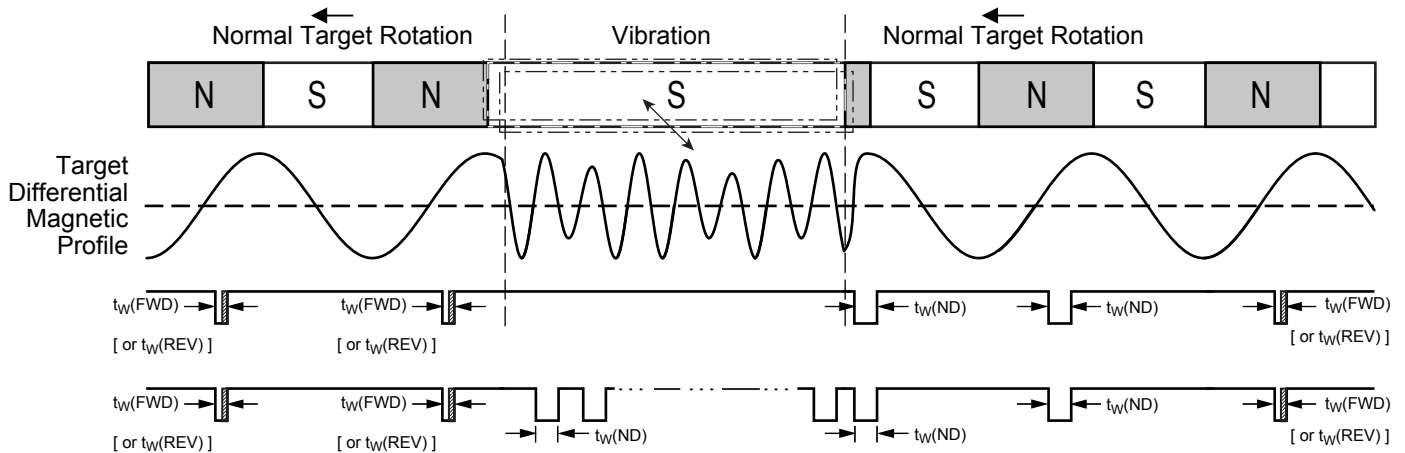 Normal Target Rotation Vibration Normal Target Rotation
N S N S S N S N
Target
Differential
Magnetic
Profile
tW(FWD) tW(FWD) tW(ND) tW(ND) tW(FWD)
[ or tW(REV) ] [ or tW(REV) ] [ or tW(REV) ]
tW(FWD) tW(FWD) tW(ND) tW(FWD)
[ or tW(REV) ] [ or tW(REV) ] tW(ND) tW(ND) [ or tW(REV) ]